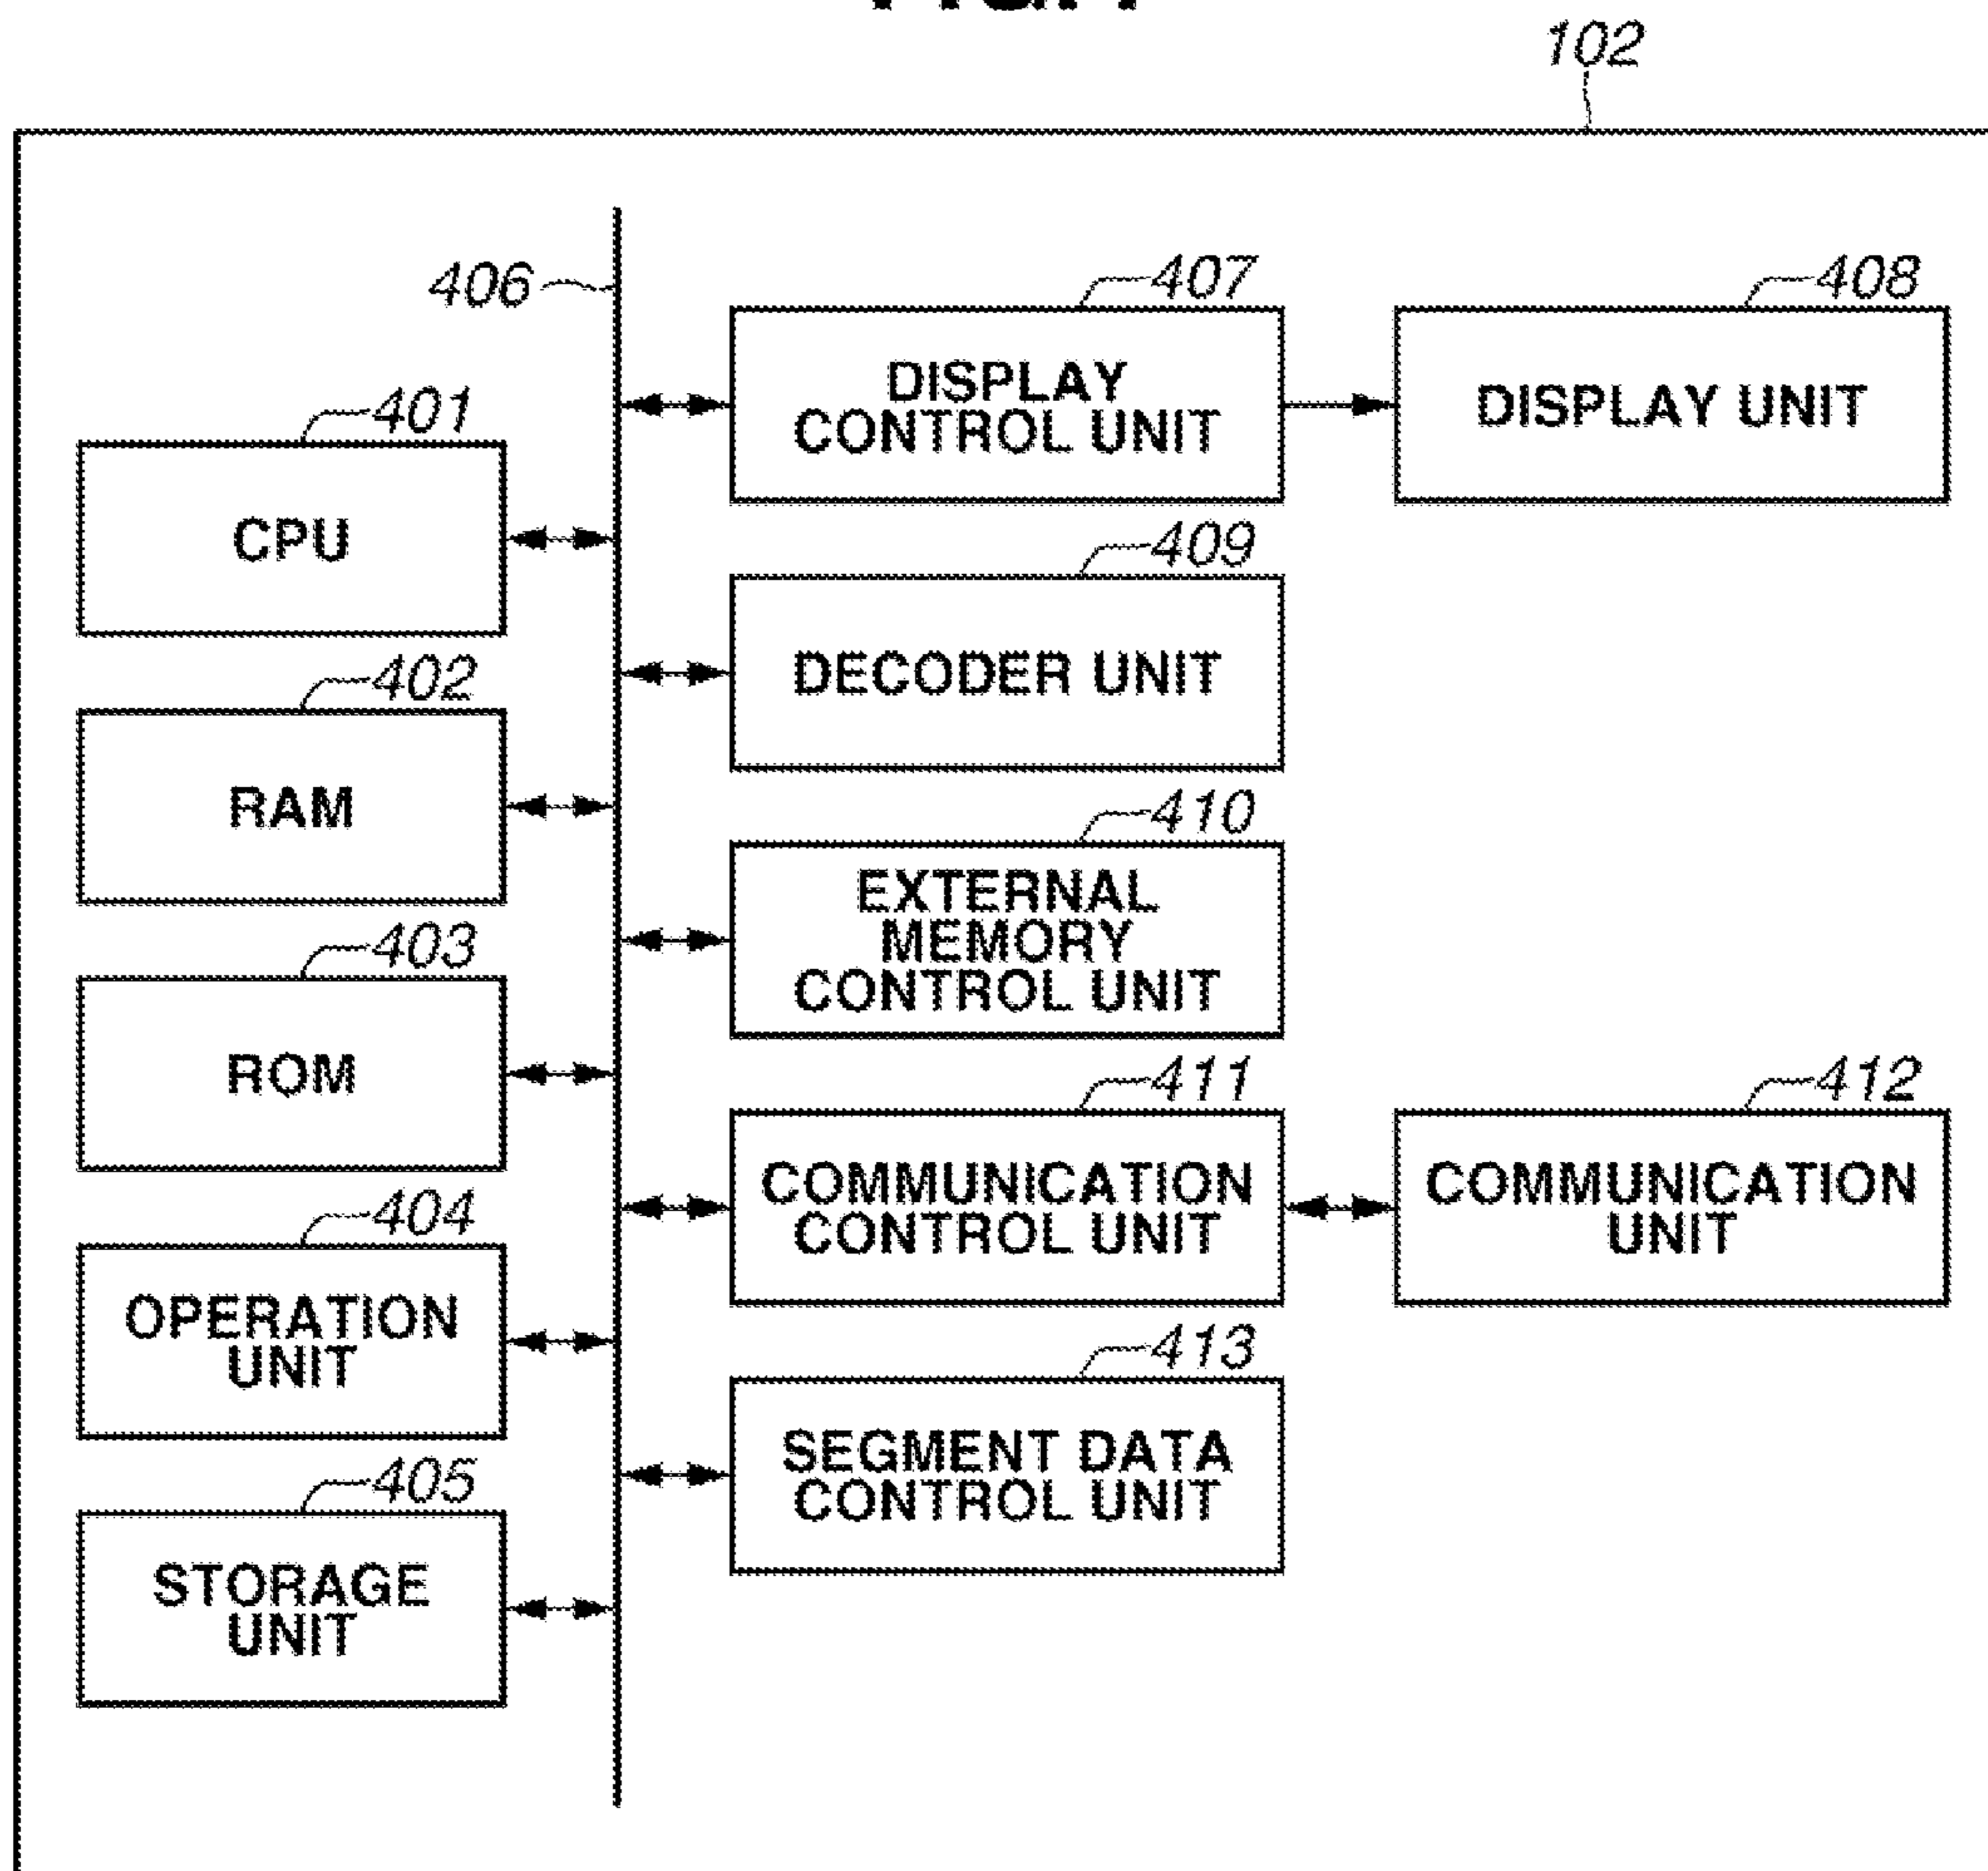 102
406
407
DISPLAY
CONTROL UNIT
408
DISPLAY UNIT
401
CPU
409
DECODER UNIT
402
RAM
410
EXTERNAL
MEMORY
CONTROL UNIT
403
ROM
411
COMMUNICATION
CONTROL UNIT
412
COMMUNICATION
UNIT
404
OPERATION
UNIT
413
SEGMENT DATA
CONTROL UNIT
405
STORAGE
UNIT